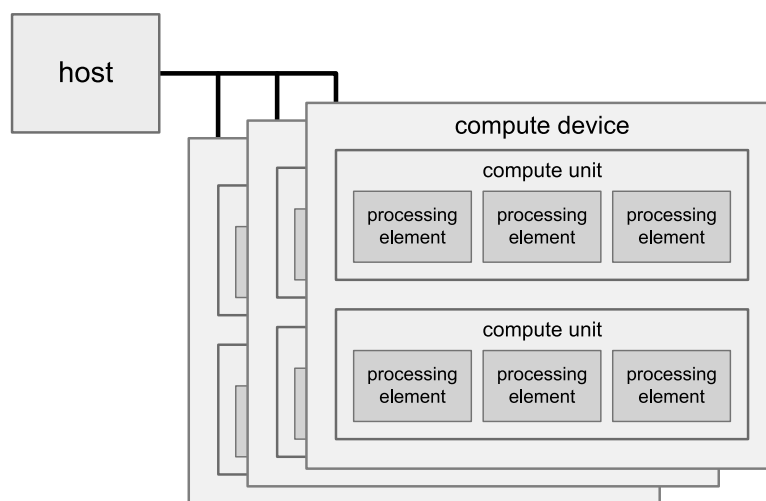 host
compute device
compute unit
processing
element
processing
element
processing
element
compute unit
processing
element
processing
element
processing
element